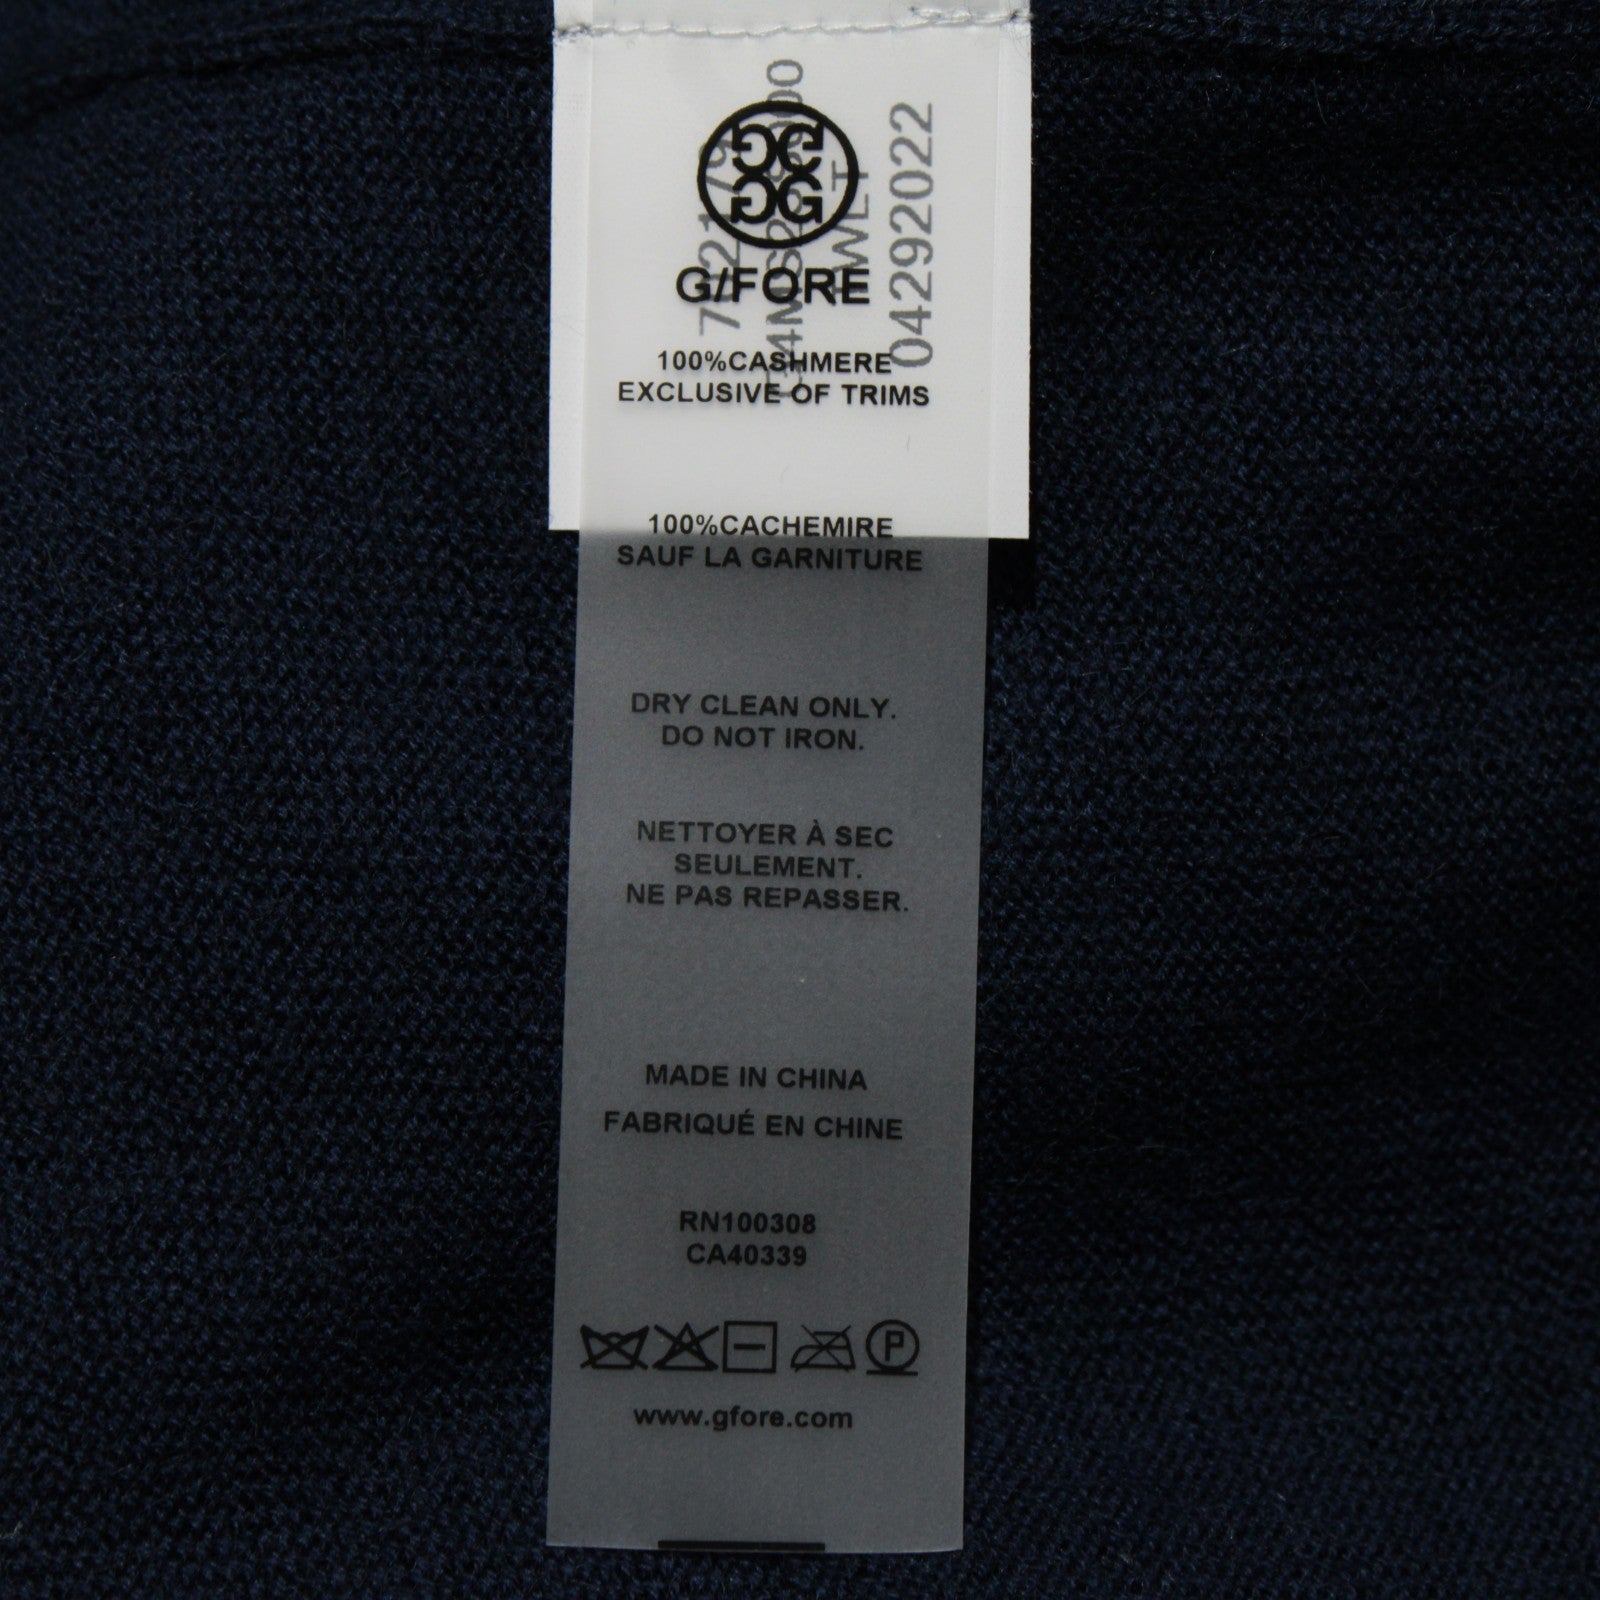 G/FORE
100%CASHMERE
EXCLUSIVE OF TRIMS
04292022
100%CACHEMIRE
SAUF LA GARNITURE
DRY CLEAN ONLY.
DO NOT IRON.
NETTOYER À SEC
SEULEMENT.
NE PAS REPASSER.
MADE IN CHINA
FABRIQUÉ EN CHINE
RN100308
CA40339
P
www.gfore.com